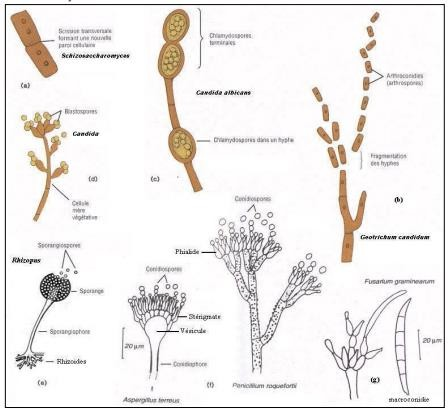 Scission transversale
formant une nouvelle
paroi cellulaire
Schizosaccharomyces
(a)
Chlamydospores,
terminales
Candida albicans
Chlamydospores dans un hyphe
(c)
Arthroconidies
(arthrospores)
Fragmentation
des hyphes
(b)
Geotrichum candidum
Blastospores
Candida
(d)
Cellule
mère
végétative
Rhizopus
Sporangiospores
Sporange
Sporangiophore
Rhizoides
(e)
Conidiospores
Stérigmate
Vésicule
20 µm
Conidiophore
Aspergillus terreus
Conidiospores
Phialide
(f)
Penicillium roquefortii
Fusarium graminearum
20 µm
(g)
macroconidie